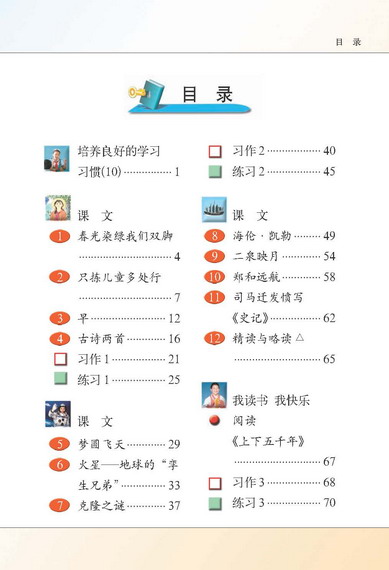 目 录
目 录
培养良好的学习
习惯(10) ··············· 1
课 文
1 春光染绿我们双脚
····························· 4
2 只拣儿童多处行
····························· 7
3 早 ······················ 12
4 古诗两首 ············ 16
习作 1 ················ 21
练习 1 ················ 25
课 文
5 梦圆飞天 ············ 29
6 火星——地球的“孪
生兄弟” ·············· 33
7 克隆之谜 ············ 37
习作 2 ················ 40
练习 2 ················ 45
课 文
8 海伦·凯勒 ········· 49
9 二泉映月 ············ 54
10 郑和远航 ············ 58
11 司马迁发愤写
《史记》 ·············· 62
12 精读与略读 △
··························· 65
我读书 我快乐
阅读
《上下五千年》
··························· 67
习作 3 ················ 68
练习 3 ················ 70